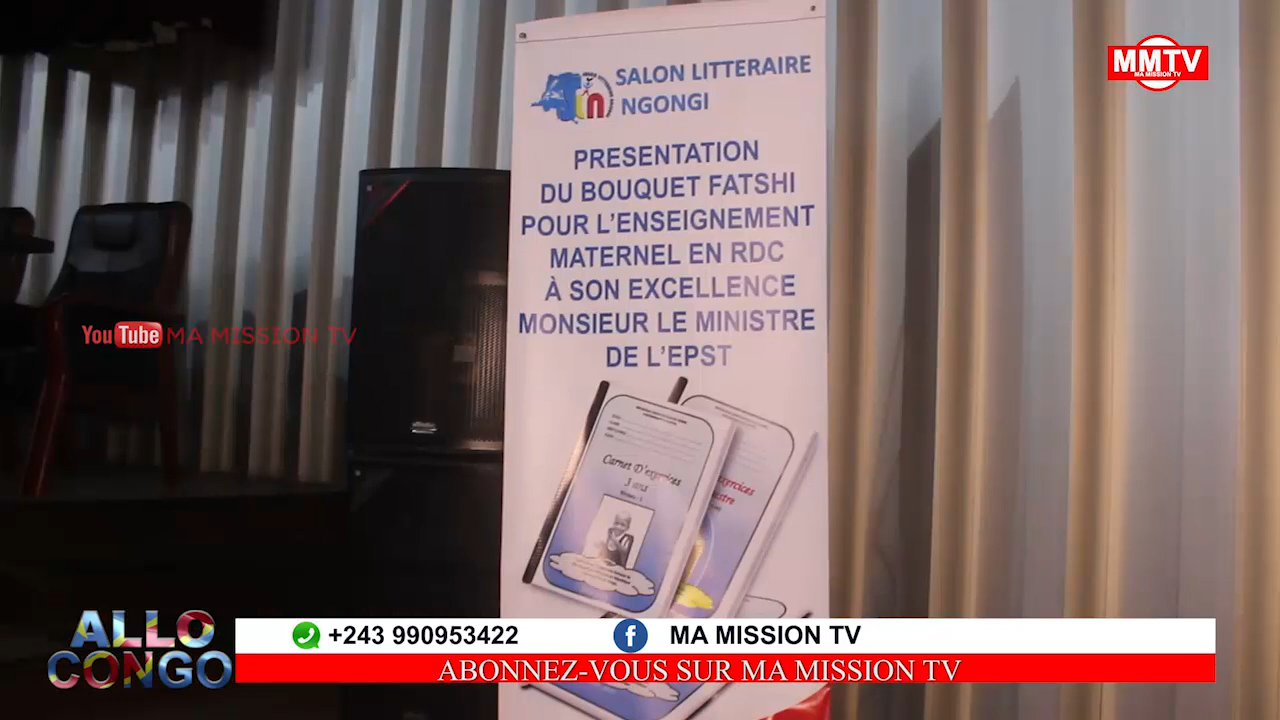 SALON LITTERAIRE
NGONGI
PRESENTATION
DU BOUQUET FATSHI
POUR L'ENSEIGNEMENT
MATERNEL EN RDC
À SON EXCELLENCE
MONSIEUR LE MINISTRE
DE L'EPST
Carnet D'exercices
3 ans
MMTV
MA MISSION TV
YouTube MA MISSION TV
ALLO
CONGO
+243 990953422
MA MISSION TV
ABONNEZ-VOUS SUR MA MISSION TV